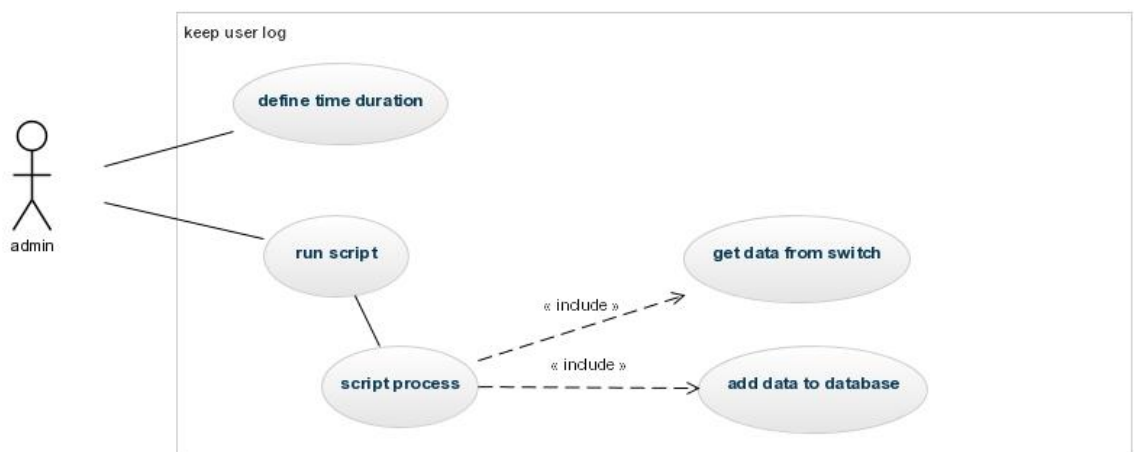 keep user log
define time duration
admin
run script
get data from switch
« include »
« include »
script process
add data to database